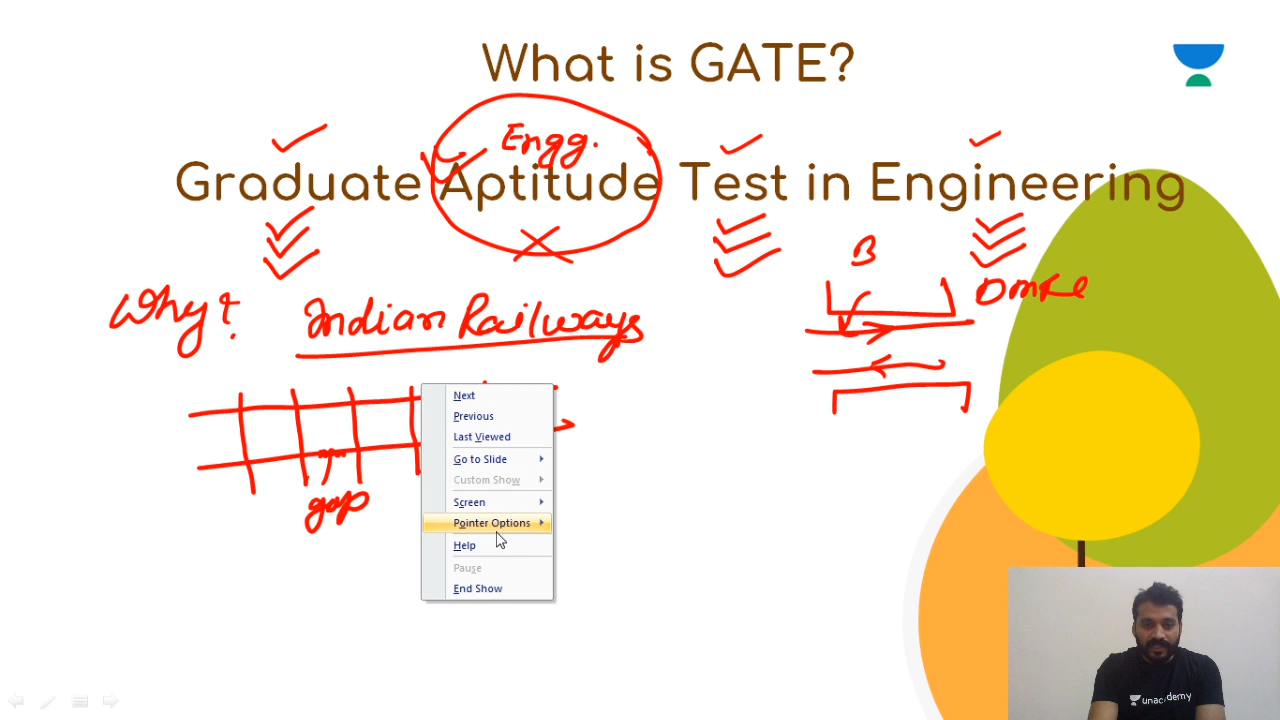 What is GATE?
Engg.
Graduate Aptitude Test in Engineering
B
Why?
Indian Railways
gap
Next
Previous
Last Viewed
Go to Slide
Custom Show
Screen
Pointer Options
Help
Pause
End Show
unacademy